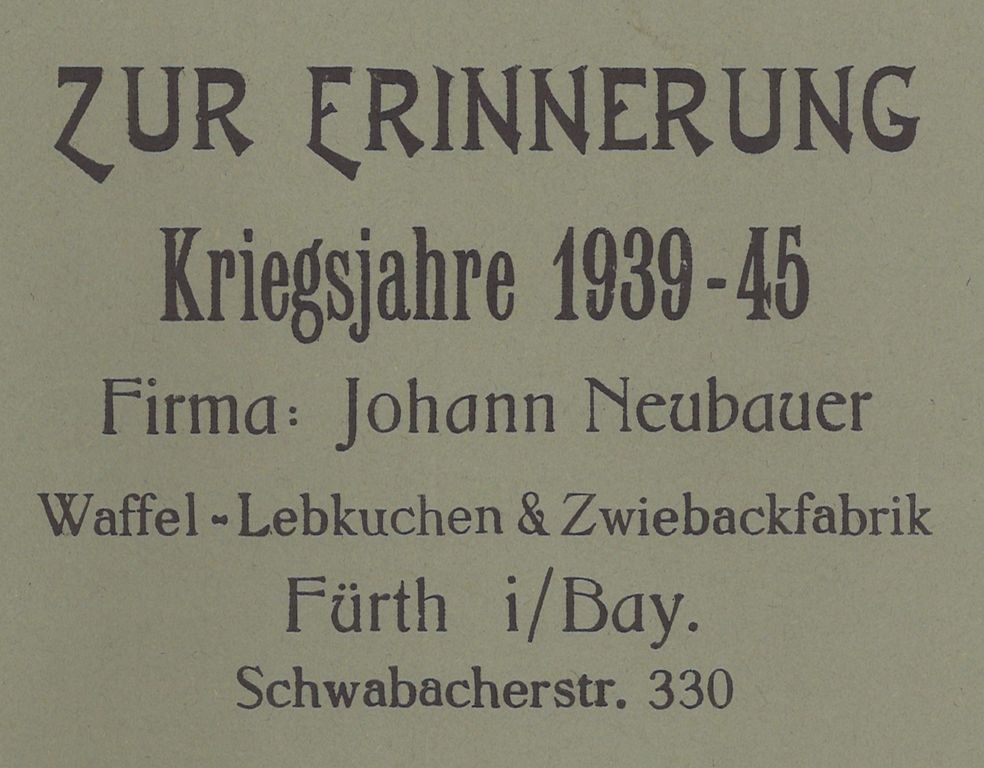 ZUR ERINNERUNG
Kriegsjahre 1939-45
Firma: Johann Neubauer
Waffel-Lebkuchen & Zwiebackfabrik
Fürth i/Bay.
Schwabacherstr. 330